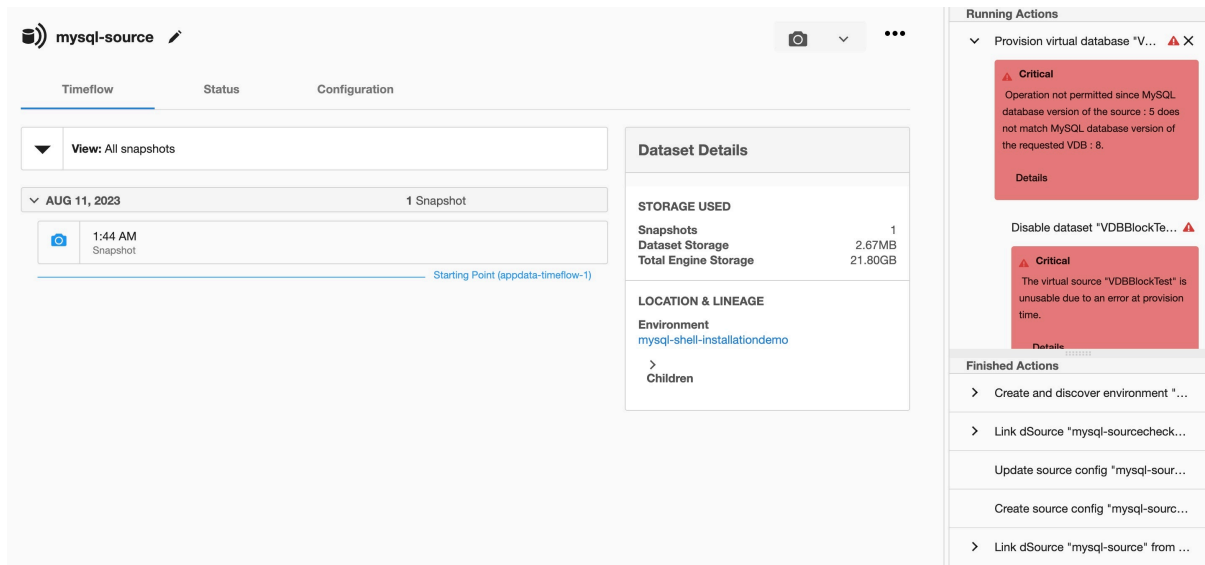 mysql-source
Timeflow
Status
Configuration
View: All snapshots
AUG 11, 2023
1 Snapshot
1:44 AM
Snapshot
Starting Point (appdata-timeflow-1)
Dataset Details
STORAGE USED
Snapshots 1
Dataset Storage 2.67MB
Total Engine Storage 21.80GB
LOCATION & LINEAGE
Environment
mysql-shell-installationdemo
Children
Running Actions
Provision virtual database "V...
Critical
Operation not permitted since MySQL
database version of the source : 5 does
not match MySQL database version of
the requested VDB : 8.
Details
Disable dataset "VDBBlockTe...
Critical
The virtual source "VDBBlockTest" is
unusable due to an error at provision
time.
Details
Finished Actions
Create and discover environment "...
Link dSource "mysql-sourcecheck...
Update source config "mysql-sour...
Create source config "mysql-sourc...
Link dSource "mysql-source" from ...